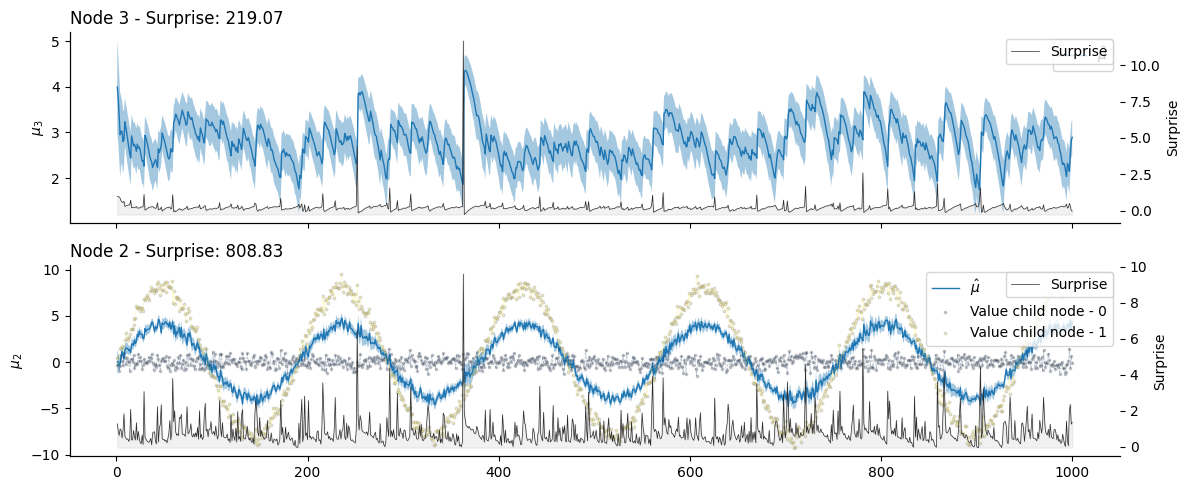 Node 3 - Surprise: 219.07
5
4
3
2
μ3
Surprise
10.0
7.5
5.0
2.5
0.0
Surprise
Node 2 - Surprise: 808.83
10
5
0
−5
−10
μ2
μ̂
Value child node - 0
Value child node - 1
Surprise
10
8
6
4
2
0
Surprise
0
200
400
600
800
1000